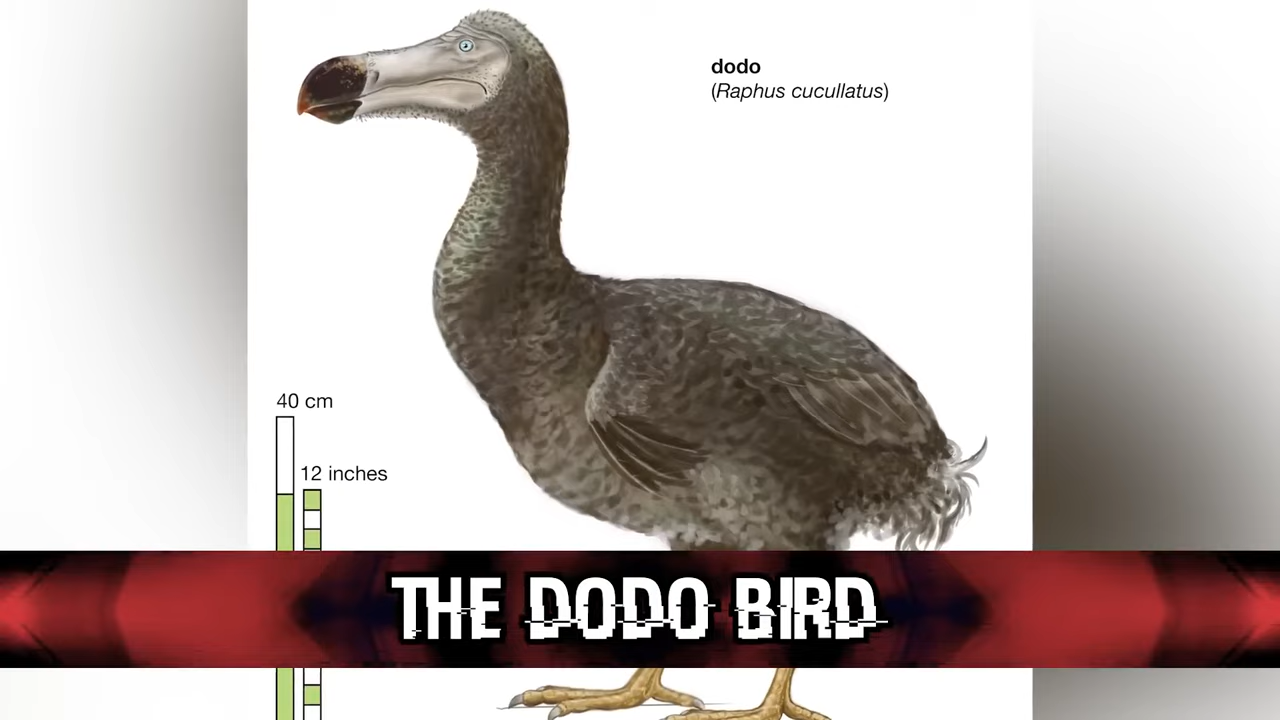 dodo
(Raphus cucullatus)
40 cm
12 inches
THE DODO BIRD